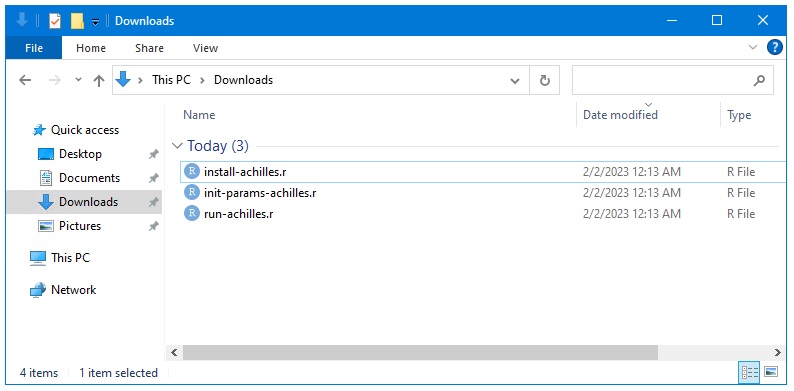 Downloads
File Home Share View
This PC > Downloads
Name Date modified Type
Quick access
Desktop
Documents
Downloads
Pictures
This PC
Network
Today (3)
install-achilles.r 2/2/2023 12:13 AM R File
init-params-achilles.r 2/2/2023 12:13 AM R File
run-achilles.r 2/2/2023 12:13 AM R File
4 items 1 item selected